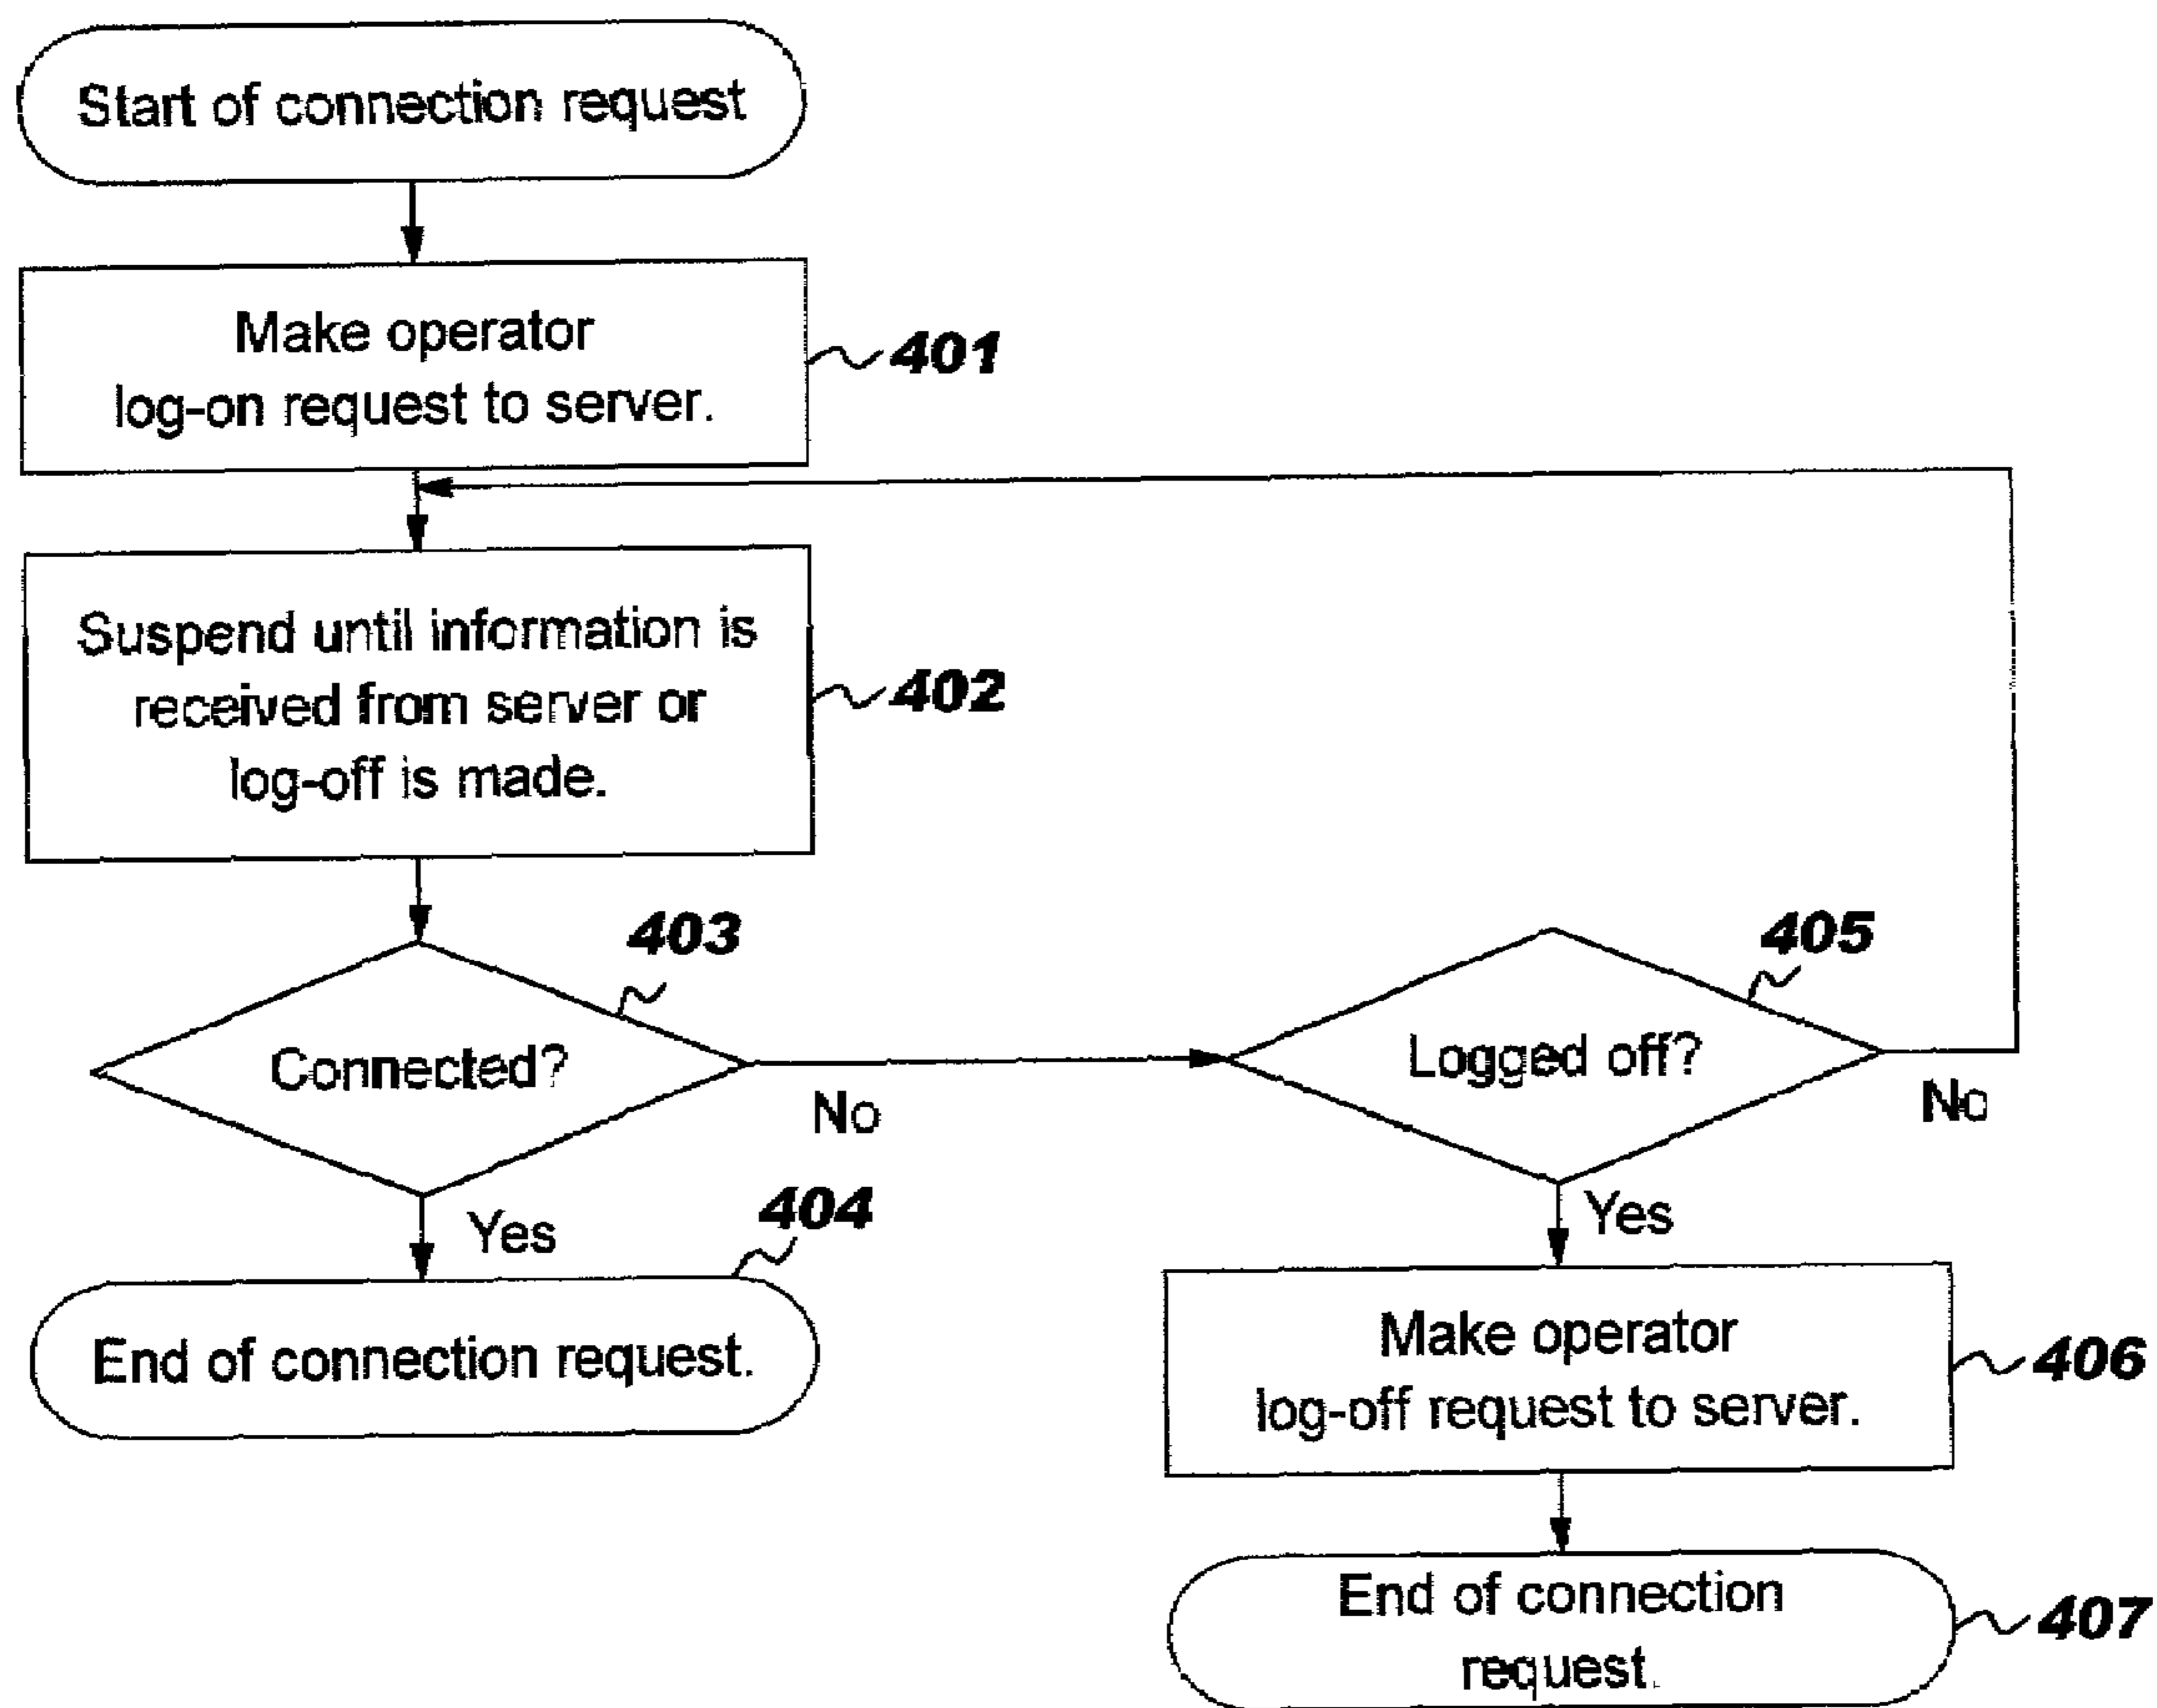 Start of connection request
Make operator
log-on request to server.
401
Suspend until information is
received from server or
log-off is made.
402
403
Connected?
No
Yes
404
End of connection request.
405
Logged off?
No
Yes
Make operator
log-off request to server.
406
End of connection
request.
407